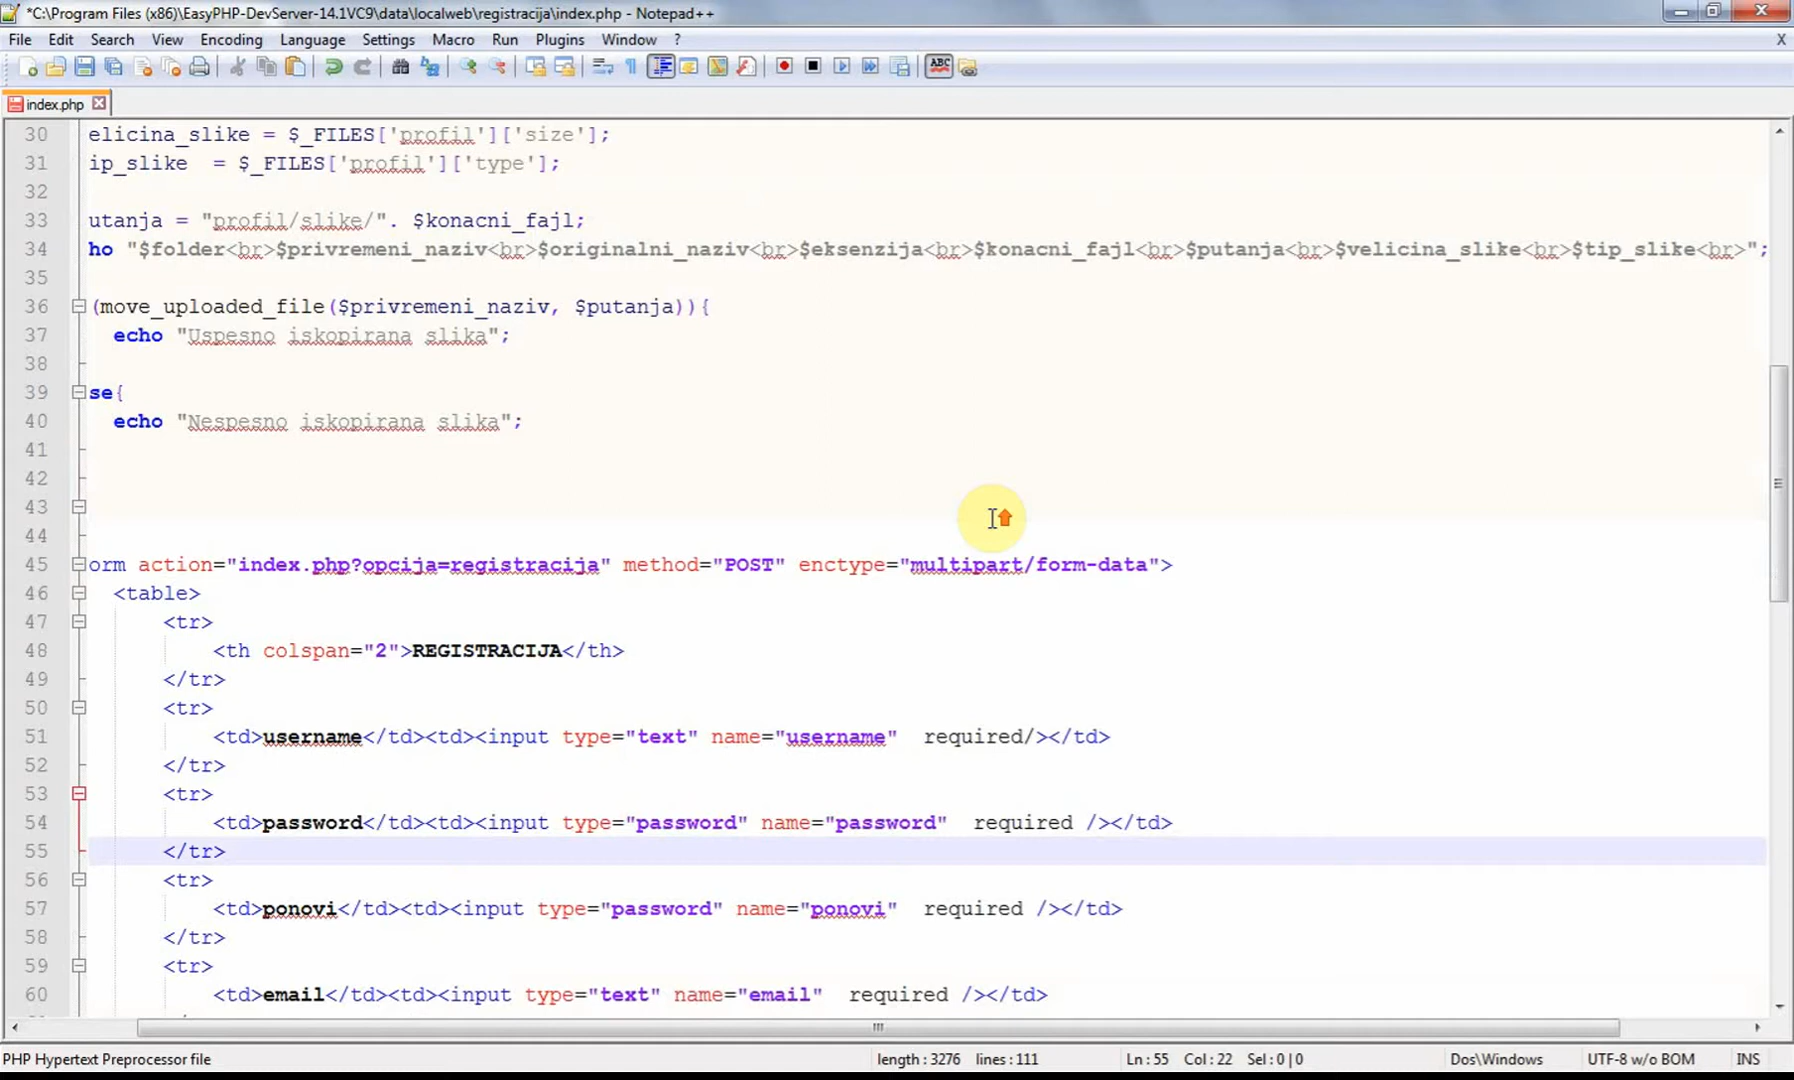 *C:\Program Files (x86)\EasyPHP-DevServer-14.1VC9\data\localweb\registracija\index.php - Notepad++
File Edit Search View Encoding Language Settings Macro Run Plugins Window ? X
index.php
30 elicina_slike = $_FILES['profil']['size'];
31 ip_slike  = $_FILES['profil']['type'];
32
33 utanja = "profil/slike/". $konacni_fajl;
34 ho "$folder<br>$privremeni_naziv<br>$originalni_naziv<br>$eksenzija<br>$konacni_fajl<br>$putanja<br>$velicina_slike<br>$tip_slike<br>";
35
36 (move_uploaded_file($privremeni_naziv, $putanja)){
37 echo "Uspesno iskopirana slika";
38
39 se{
40 echo "Nespesno iskopirana slika";
41
42
43
44
45 orm action="index.php?opcija=registracija" method="POST" enctype="multipart/form-data">
46 <table>
47 <tr>
48 <th colspan="2">REGISTRACIJA</th>
49 </tr>
50 <tr>
51 <td>username</td><td><input type="text" name="username"  required/></td>
52 </tr>
53 <tr>
54 <td>password</td><td><input type="password" name="password"  required /></td>
55 </tr>
56 <tr>
57 <td>ponovi</td><td><input type="password" name="ponovi"  required /></td>
58 </tr>
59 <tr>
60 <td>email</td><td><input type="text" name="email"  required /></td>
PHP Hypertext Preprocessor file length : 3276 lines : 111 Ln : 55 Col : 22 Sel : 0 | 0 Dos\Windows UTF-8 w/o BOM INS